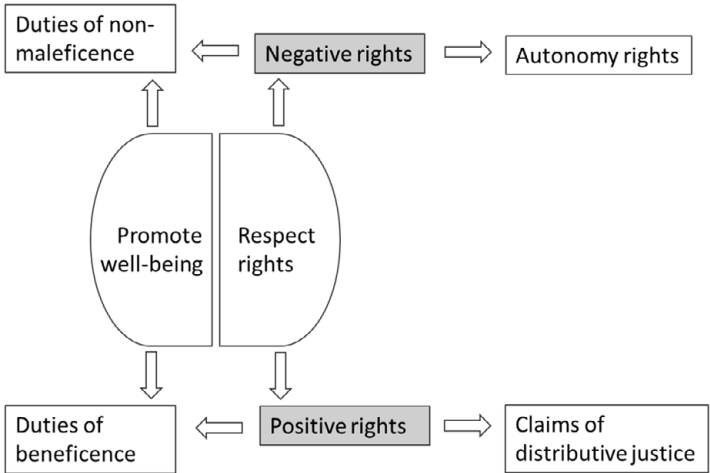 Duties of non-
maleficence
Negative rights
Autonomy rights
Promote
well-being
Respect
rights
Duties of
beneficence
Positive rights
Claims of
distributive justice